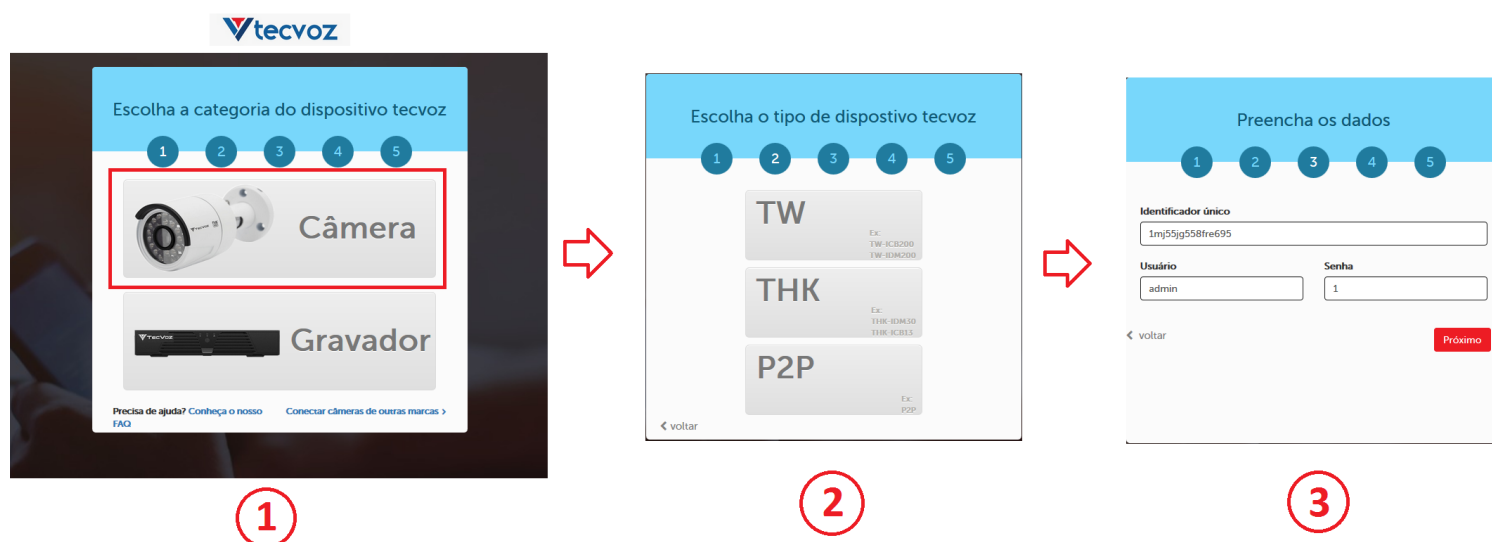 tecvoz
Escolha a categoria do dispositivo tecvoz
1 2 3 4 5
Câmera
TECVOZ
Gravador
Precisa de ajuda? Conheça o nosso
FAQ
Conectar câmeras de outras marcas >
1
Escolha o tipo de dispostivo tecvoz
1 2 3 4 5
TW
Ex:
TW-ICB200
TW-IDM200
THK
Ex:
THK-IDM30
THK-ICB13
P2P
Ex:
P2P
< voltar
2
Preencha os dados
1 2 3 4 5
Identificador único
1mj55jg558fre695
Usuário
Senha
admin
1
< voltar
Próximo
3